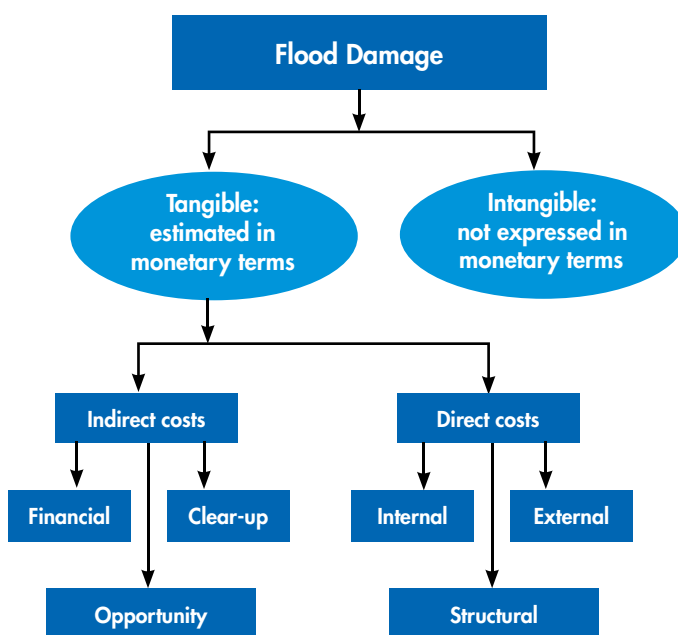 Flood Damage
Tangible:
estimated in
monetary terms
Intangible:
not expressed in
monetary terms
Indirect costs
Direct costs
Financial
Clear-up
Internal
External
Opportunity
Structural